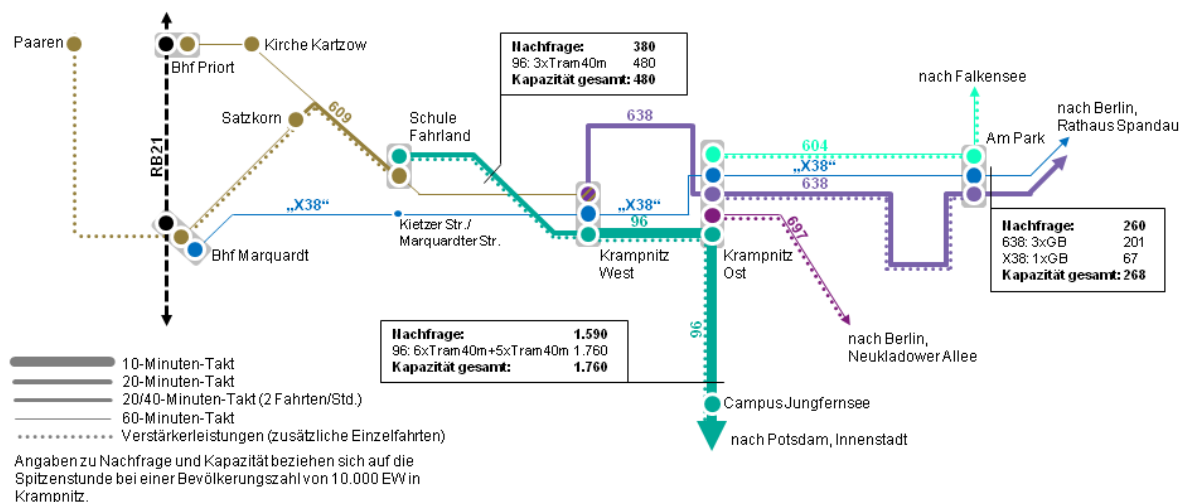 Paaren
Bhf Priort
Kirche Kartzow
RB21
Satzkorn
609
Schule
Fahrland
Nachfrage: 380
96: 3xTram40m 480
Kapazität gesamt: 480
638
nach Falkensee
nach Berlin,
Rathaus Spandau
Am Park
604
„X38“
638
„X38“
Kietzer Str./
Marquardter Str.
„X38“
96
Bhf Marquardt
Krampnitz
West
Krampnitz
Ost
697
Nachfrage: 260
638: 3xGB 201
X38: 1xGB 67
Kapazität gesamt: 268
nach Berlin,
Neukladower Allee
Nachfrage: 1.590
96: 6xTram40m+5xTram40m 1.760
Kapazität gesamt: 1.760
96
Campus Jungfernsee
nach Potsdam, Innenstadt
10-Minuten-Takt
20-Minuten-Takt
20/40-Minuten-Takt (2 Fahrten/Std.)
60-Minuten-Takt
Verstärkerleistungen (zusätzliche Einzelfahrten)
Angaben zu Nachfrage und Kapazität beziehen sich auf die
Spitzenstunde bei einer Bevölkerungszahl von 10.000 EW in
Krampnitz.